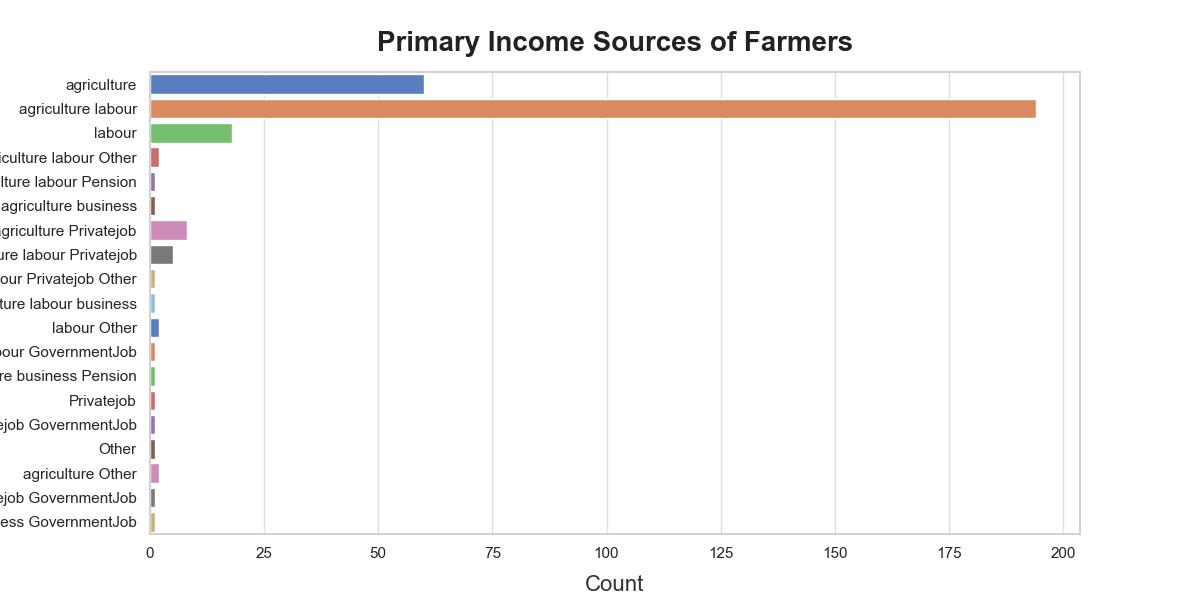 Primary Income Sources of Farmers
agriculture
agriculture labour
labour
iculture labour Other
lture labour Pension
agriculture business
agriculture Privatejob
ure labour Privatejob
our Privatejob Other
ture labour business
labour Other
our GovernmentJob
re business Pension
Privatejob
ejob GovernmentJob
Other
agriculture Other
ejob GovernmentJob
ess GovernmentJob
0 25 50 75 100 125 150 175 200
Count